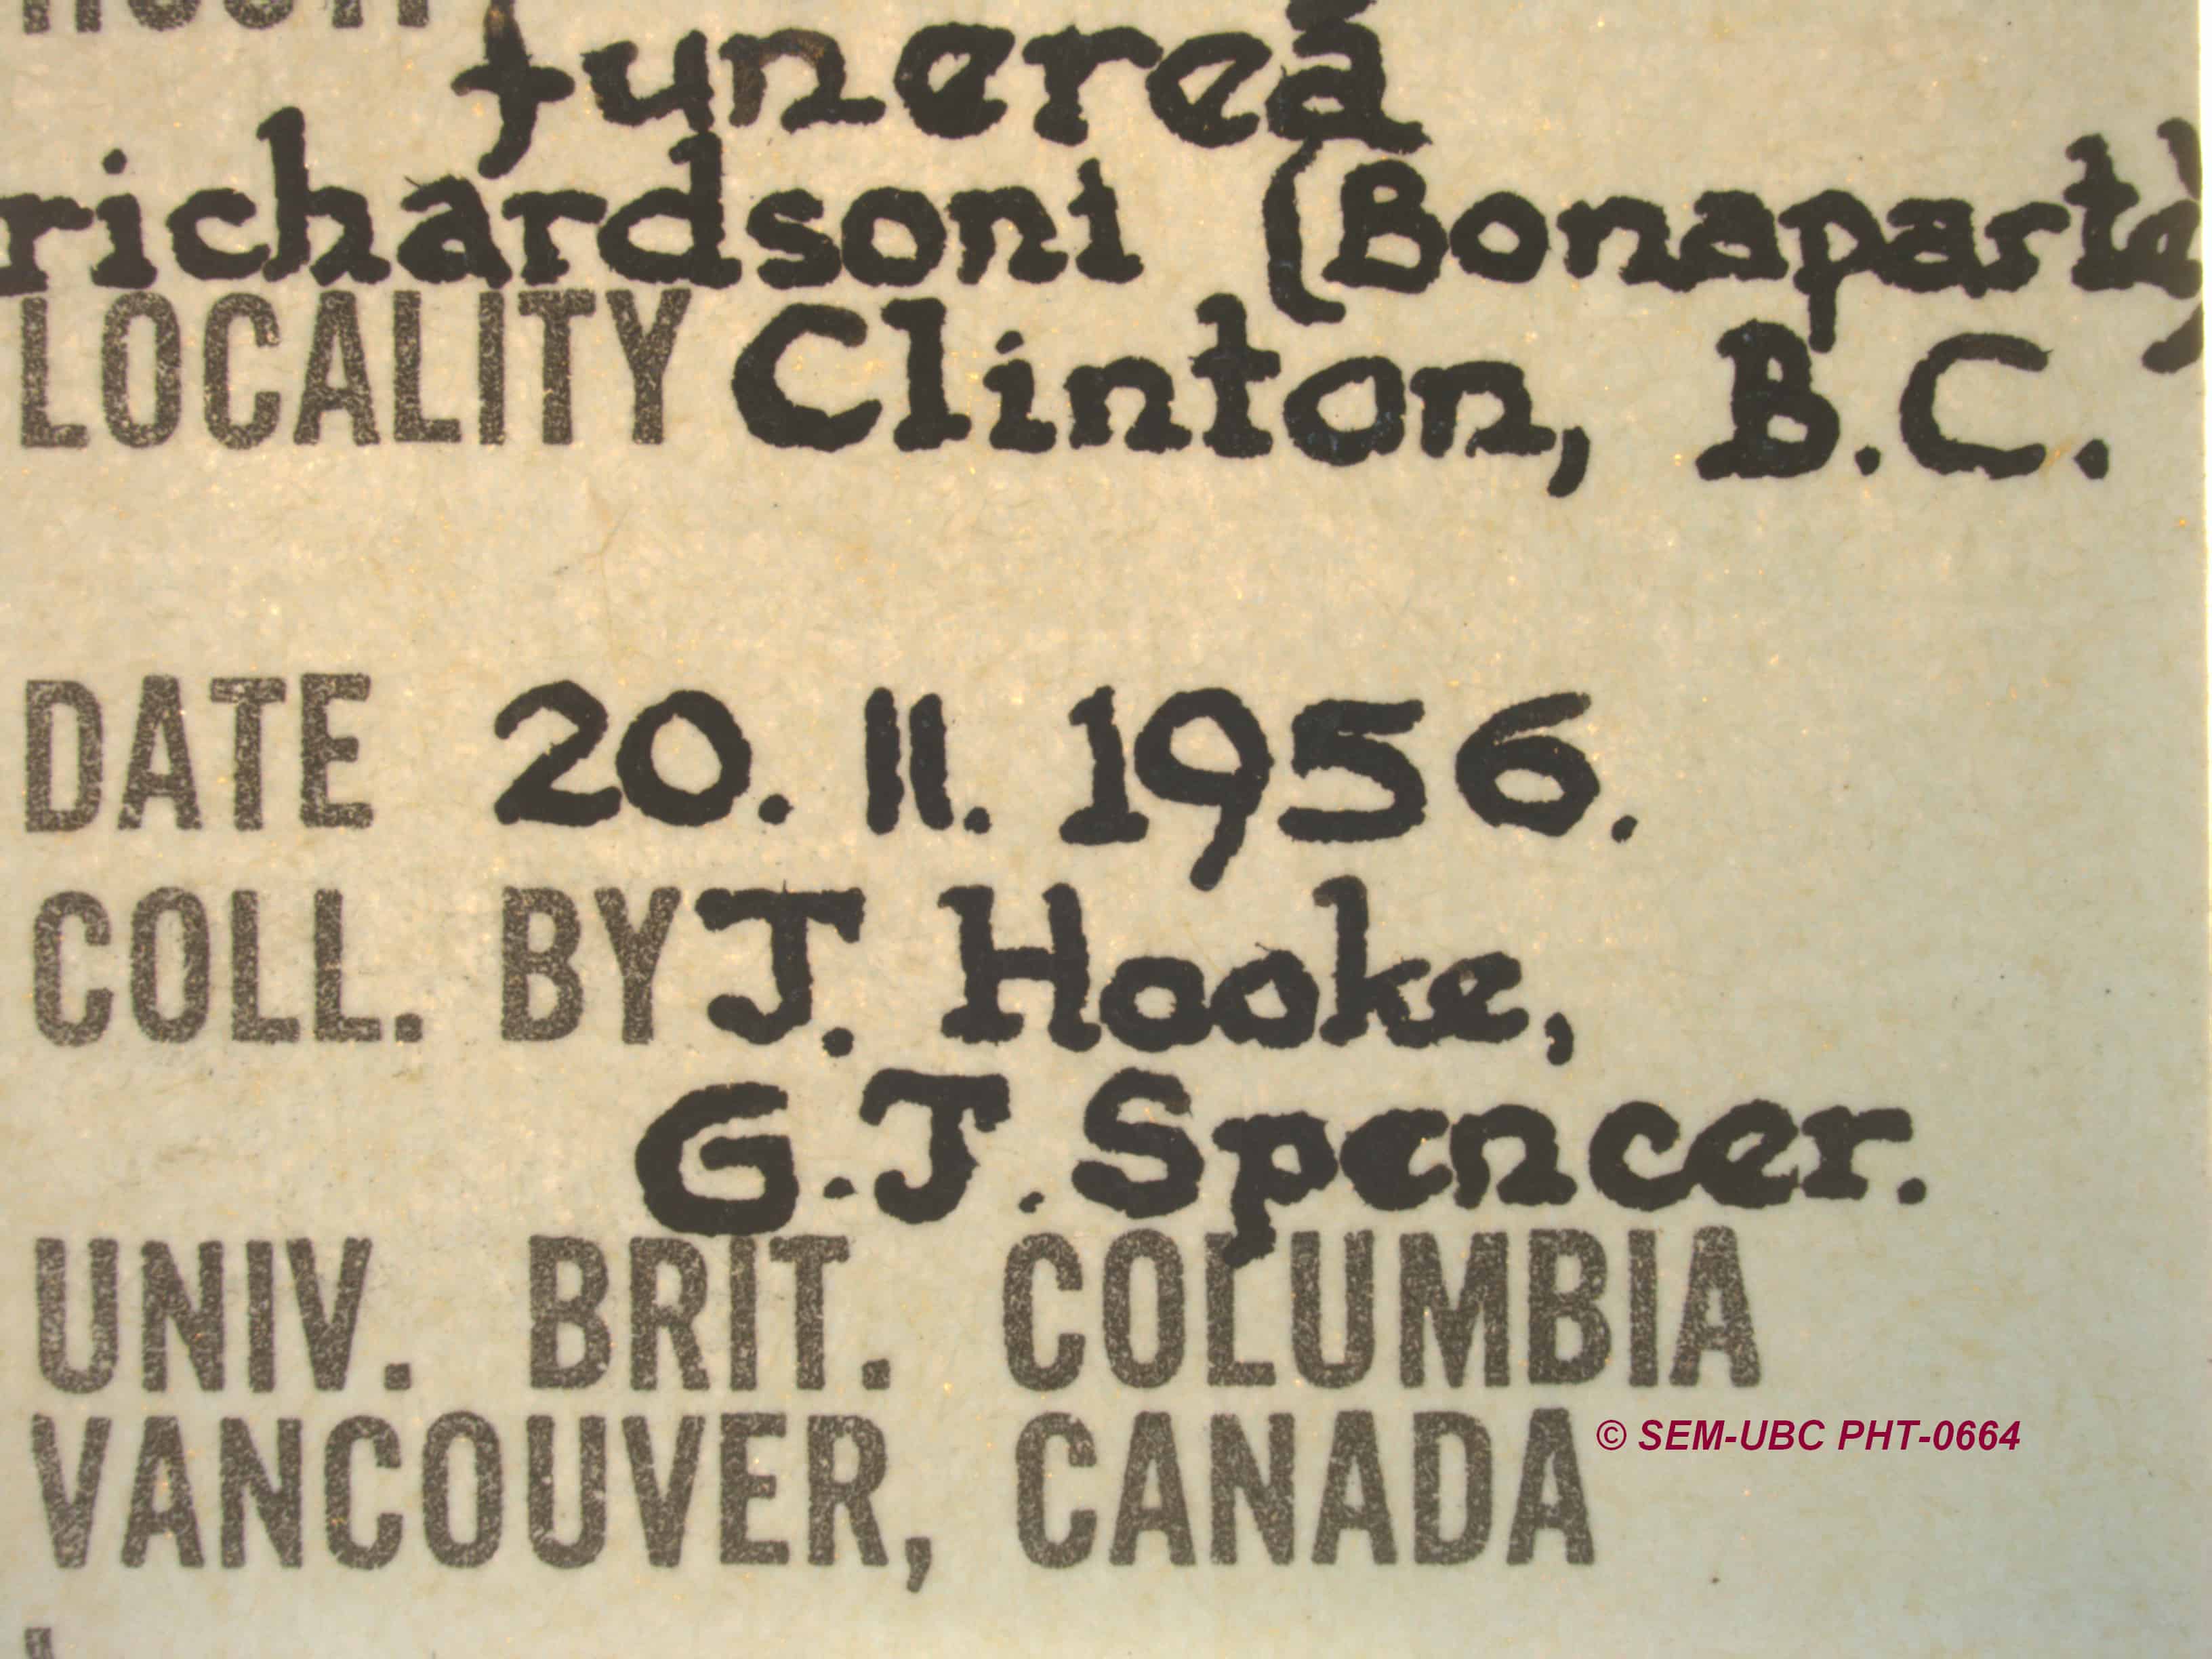 funerea
richardsoni (Bonaparte)
LOCALITY Clinton, B.C.
DATE 20. II. 1956.
COLL. BY J. Hooke,
G.J. Spencer.
UNIV. BRIT. COLUMBIA
VANCOUVER, CANADA
© SEM-UBC PHT-0664